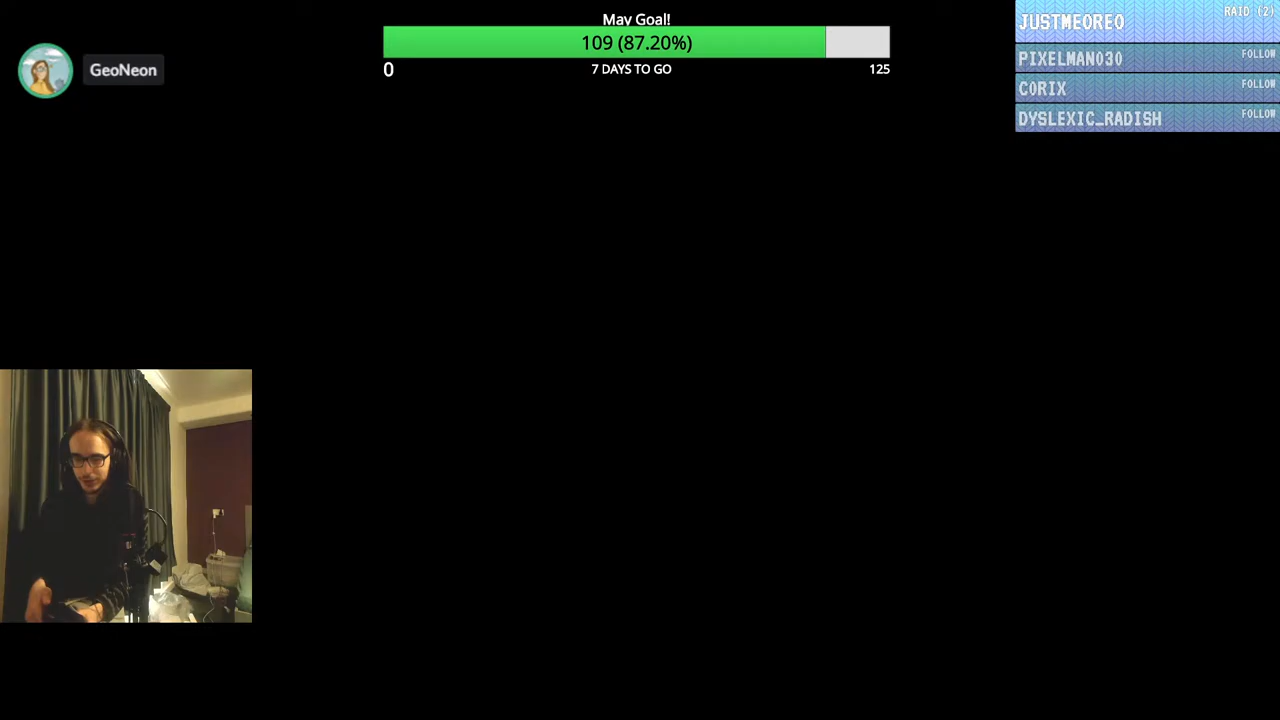 May Goal!
109 (87.20%)
0
7 DAYS TO GO
125
GeoNeon
JUSTMEOREO
RAID (2)
PIXELMAN030
FOLLOW
C0RIX
FOLLOW
DYSLEXIC_RADISH
FOLLOW